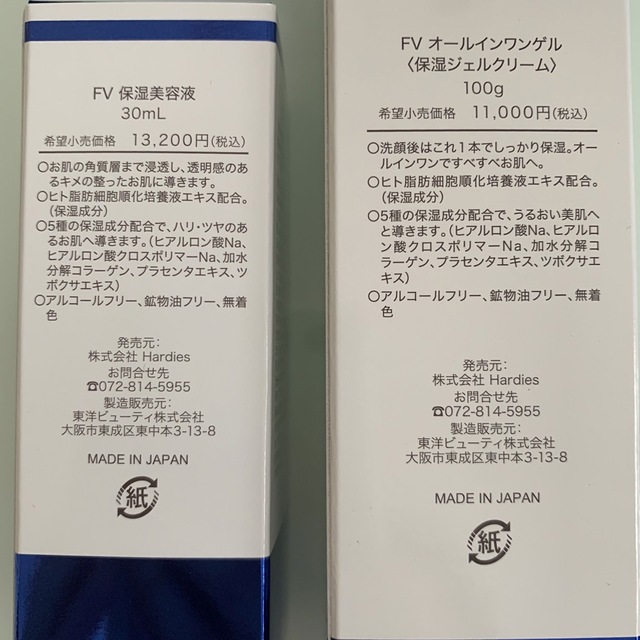 FV 保湿美容液
30mL
希望小売価格 13,200円(税込)
○お肌の角質層まで浸透し、透明感のあ
るキメの整ったお肌に導きます。
○ヒト脂肪細胞順化培養液エキス配合。
(保湿成分)
○5種の保湿成分配合で、ハリ・ツヤのあ
るお肌へ導きます。(ヒアルロン酸Na、
ヒアルロン酸クロスポリマーNa、加水
分解コラーゲン、プラセンタエキス、ツ
ボクサエキス)
○アルコールフリー、鉱物油フリー、無着
色
発売元:
株式会社 Hardies
お問合せ先
☎072-814-5955
製造販売元:
東洋ビューティ株式会社
大阪市東成区東中本3-13-8
MADE IN JAPAN
紙
FV オールインワンゲル
〈保湿ジェルクリーム〉
100g
希望小売価格 11,000円(税込)
○洗顔後はこれ1本でしっかり保湿。オー
ルインワンですべすべお肌へ。
○ヒト脂肪細胞順化培養液エキス配合。
(保湿成分)
○5種の保湿成分配合で、うるおい美肌へ
と導きます。(ヒアルロン酸Na、ヒアル
ロン酸クロスポリマーNa、加水分解コ
ラーゲン、プラセンタエキス、ツボクサエ
キス)
○アルコールフリー、鉱物油フリー、無着
色
発売元:
株式会社 Hardies
お問合せ先
☎072-814-5955
製造販売元:
東洋ビューティ株式会社
大阪市東成区東中本3-13-8
MADE IN JAPAN
紙